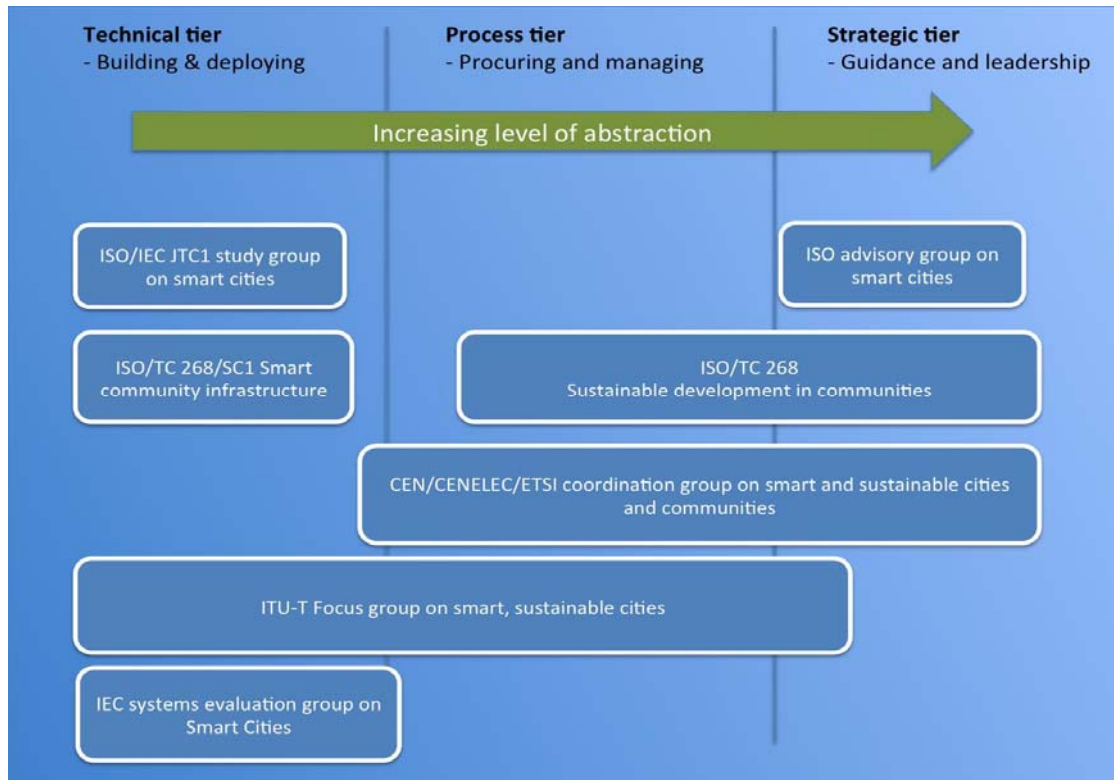 Technical tier
- Building & deploying
Process tier
- Procuring and managing
Strategic tier
- Guidance and leadership
Increasing level of abstraction
ISO/IEC JTC1 study group
on smart cities
ISO advisory group on
smart cities
ISO/TC 268/SC1 Smart
community infrastructure
ISO/TC 268
Sustainable development in communities
CEN/CENELEC/ETSI coordination group on smart and sustainable cities
and communities
ITU-T Focus group on smart, sustainable cities
IEC systems evaluation group on
Smart Cities